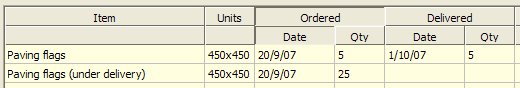 Item Units Ordered Delivered
Date Qty Date Qty
Paving flags 450x450 20/9/07 5 1/10/07 5
Paving flags (under delivery) 450x450 20/9/07 25